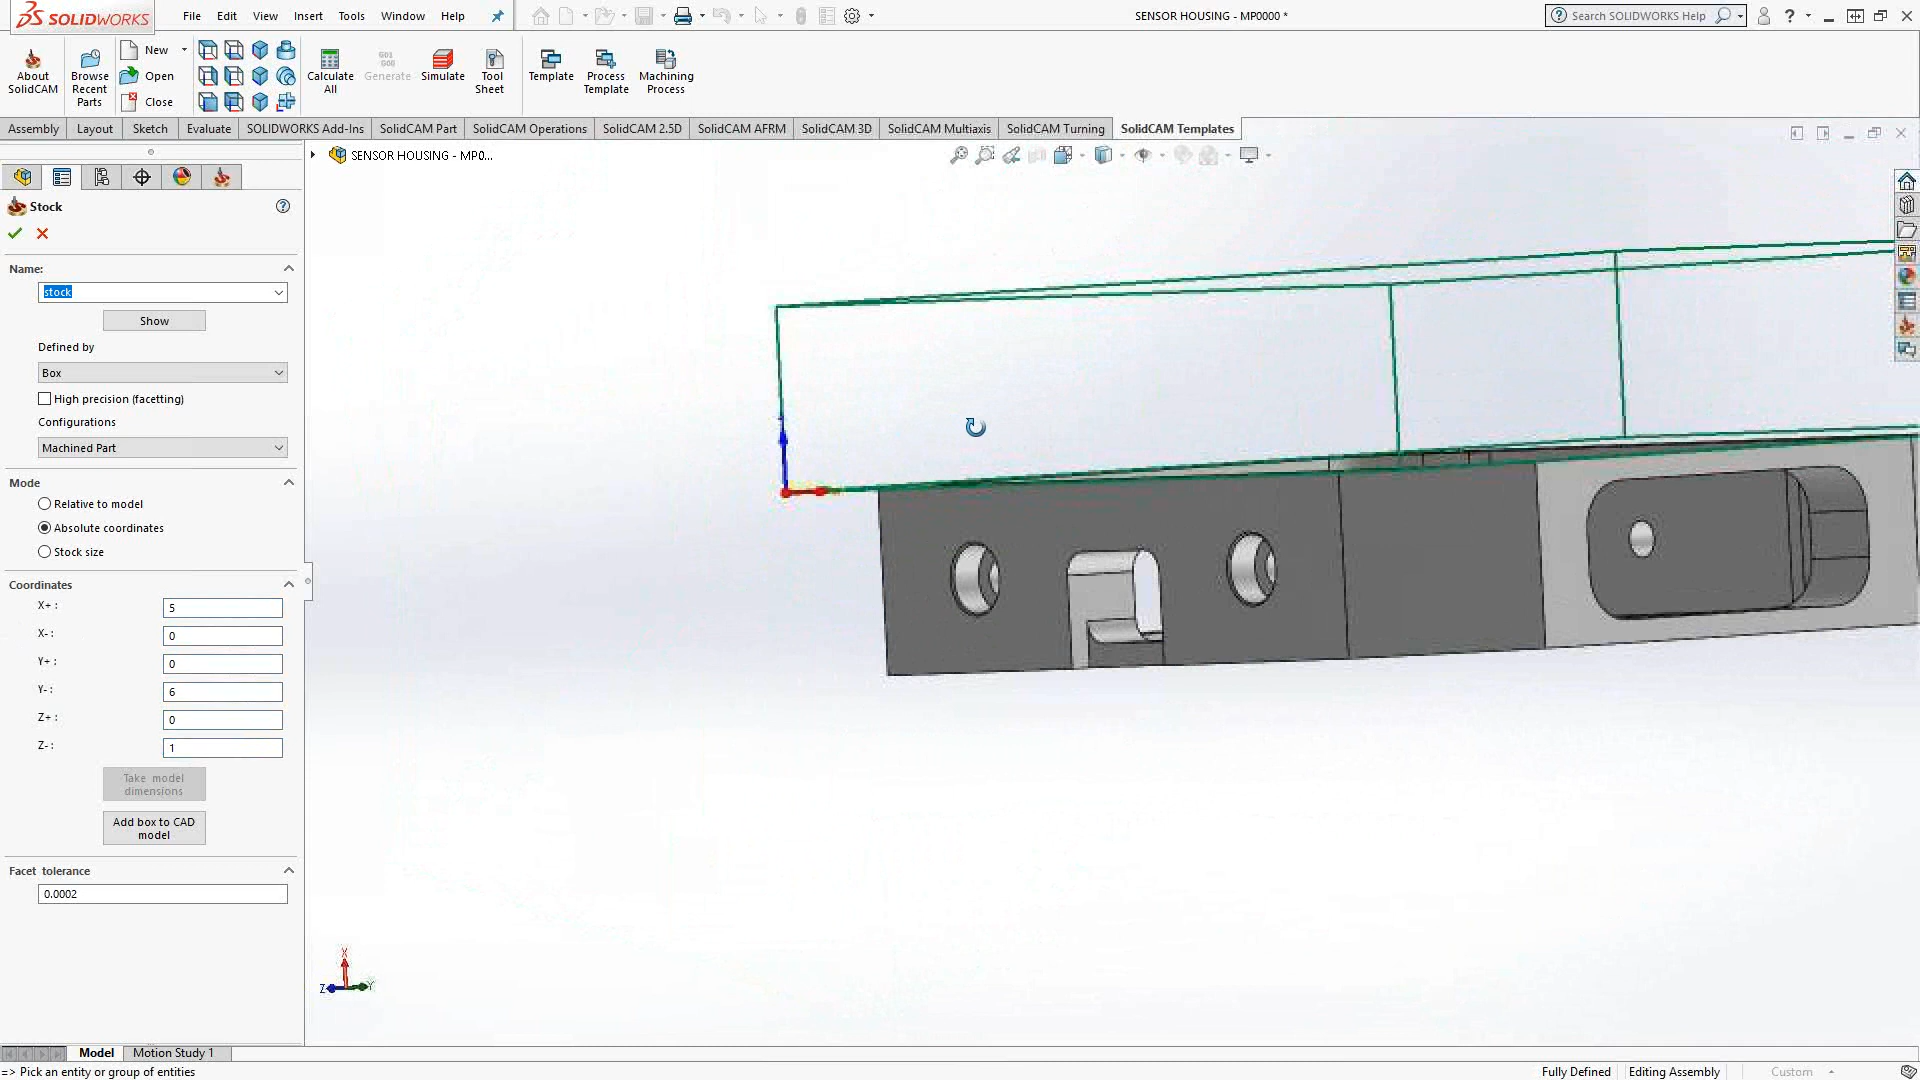 SOLIDWORKS
File Edit View Insert Tools Window Help
SENSOR HOUSING - MP0000 *
Search SOLIDWORKS Help
About SolidCAM
Browse Recent Parts
New
Open
Close
Calculate All
G01 G00 Generate
Simulate
Tool Sheet
Template
Process Template
Machining Process
Assembly Layout Sketch Evaluate SOLIDWORKS Add-Ins SolidCAM Part SolidCAM Operations SolidCAM 2.5D SolidCAM AFRM SolidCAM 3D SolidCAM Multiaxis SolidCAM Turning SolidCAM Templates
SENSOR HOUSING - MP0...
Stock
Name:
stock
Show
Defined by
Box
High precision (facetting)
Configurations
Machined Part
Mode
Relative to model
Absolute coordinates
Stock size
Coordinates
X+ : 5
X- : 0
Y+ : 0
Y- : 6
Z+ : 0
Z- : 1
Take model dimensions
Add box to CAD model
Facet tolerance
0.0002
X
Z
Y
Model Motion Study 1
=> Pick an entity or group of entities
Fully Defined Editing Assembly Custom